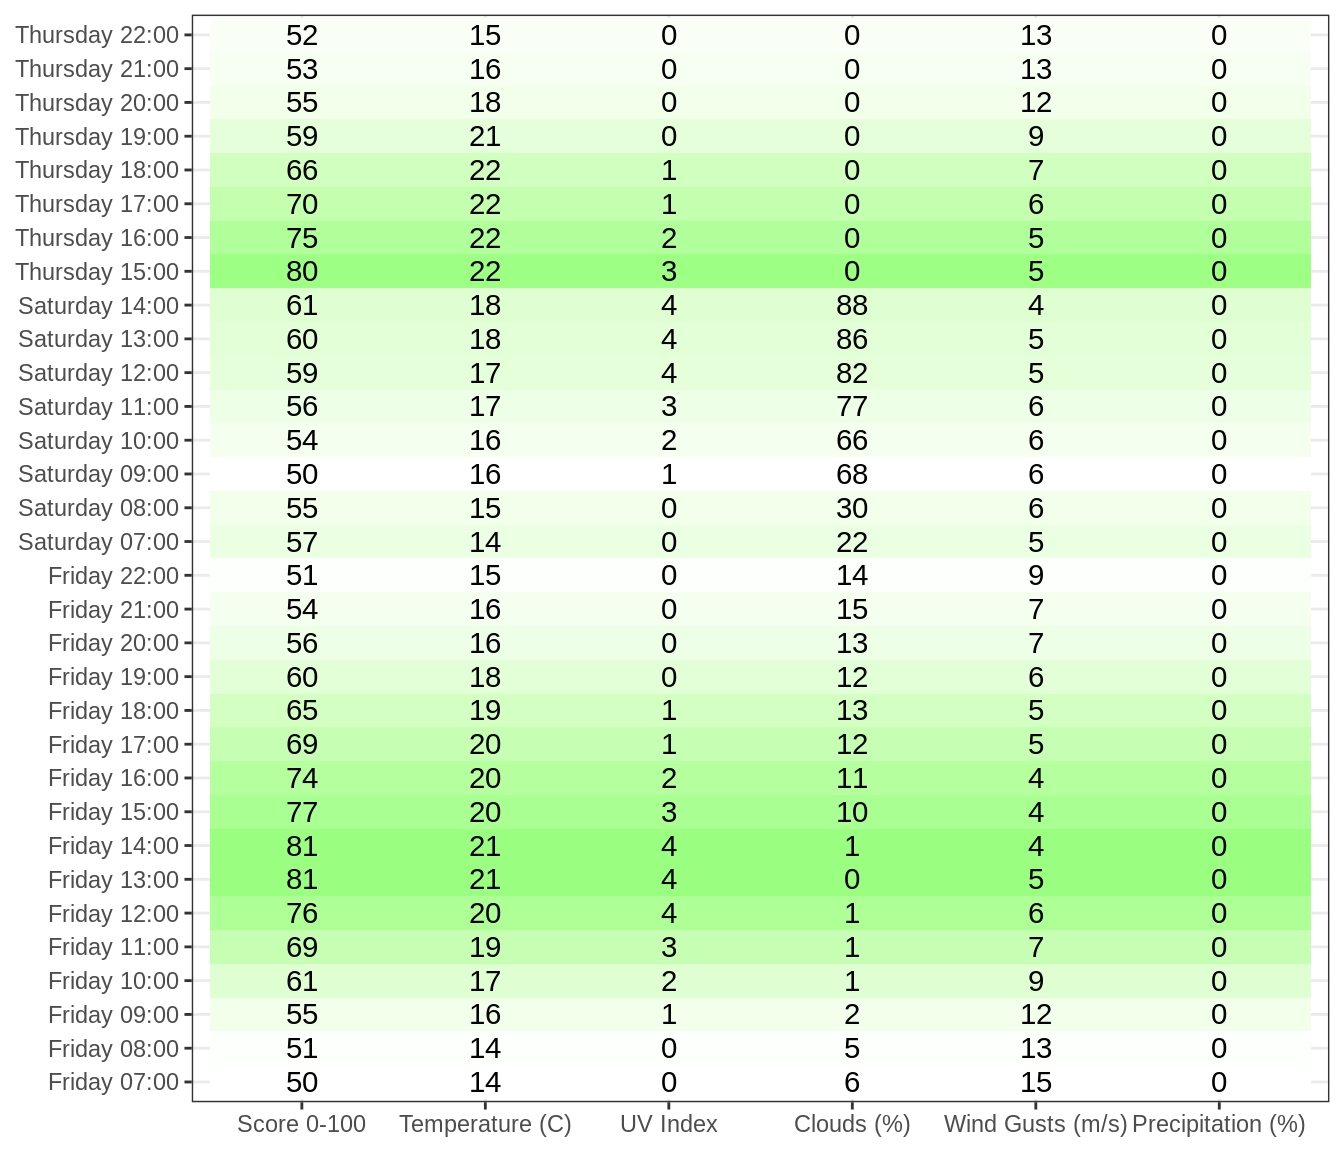 Thursday 22:00 52 15 0 0 13 0
Thursday 21:00 53 16 0 0 13 0
Thursday 20:00 55 18 0 0 12 0
Thursday 19:00 59 21 0 0 9 0
Thursday 18:00 66 22 1 0 7 0
Thursday 17:00 70 22 1 0 6 0
Thursday 16:00 75 22 2 0 5 0
Thursday 15:00 80 22 3 0 5 0
Saturday 14:00 61 18 4 88 4 0
Saturday 13:00 60 18 4 86 5 0
Saturday 12:00 59 17 4 82 5 0
Saturday 11:00 56 17 3 77 6 0
Saturday 10:00 54 16 2 66 6 0
Saturday 09:00 50 16 1 68 6 0
Saturday 08:00 55 15 0 30 6 0
Saturday 07:00 57 14 0 22 5 0
Friday 22:00 51 15 0 14 9 0
Friday 21:00 54 16 0 15 7 0
Friday 20:00 56 16 0 13 7 0
Friday 19:00 60 18 0 12 6 0
Friday 18:00 65 19 1 13 5 0
Friday 17:00 69 20 1 12 5 0
Friday 16:00 74 20 2 11 4 0
Friday 15:00 77 20 3 10 4 0
Friday 14:00 81 21 4 1 4 0
Friday 13:00 81 21 4 0 5 0
Friday 12:00 76 20 4 1 6 0
Friday 11:00 69 19 3 1 7 0
Friday 10:00 61 17 2 1 9 0
Friday 09:00 55 16 1 2 12 0
Friday 08:00 51 14 0 5 13 0
Friday 07:00 50 14 0 6 15 0
Score 0-100 Temperature (C) UV Index Clouds (%) Wind Gusts (m/s) Precipitation (%)